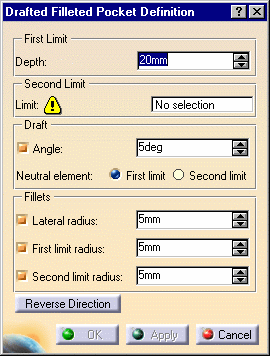 Drafted Filleted Pocket Definition ? X
First Limit
Depth: 20mm
Second Limit
Limit: No selection
Draft
Angle: 5deg
Neutral element: First limit Second limit
Fillets
Lateral radius: 5mm
First limit radius: 5mm
Second limit radius: 5mm
Reverse Direction
OK Apply Cancel